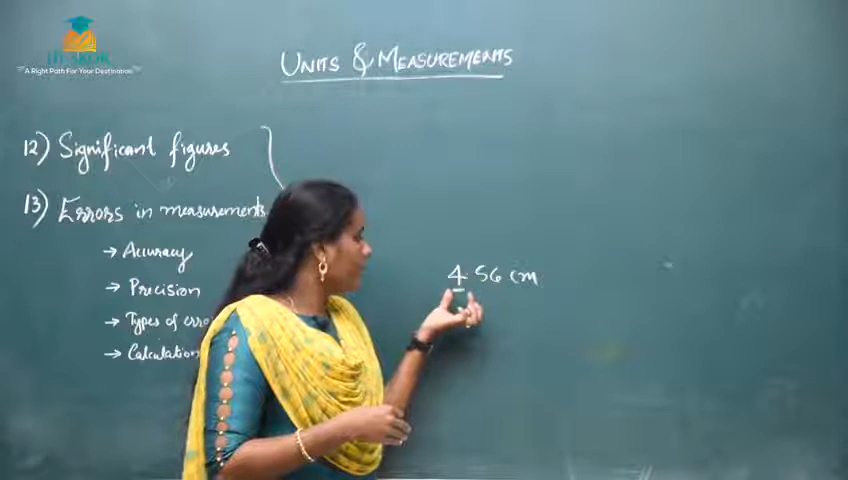 A Right Path For Your Destination
UNITS & MEASUREMENTS
12) Significant figures
13) Errors in measurements
→ Accuracy
→ Precision
→ Types of erro
→ Calculation
4.56 cm